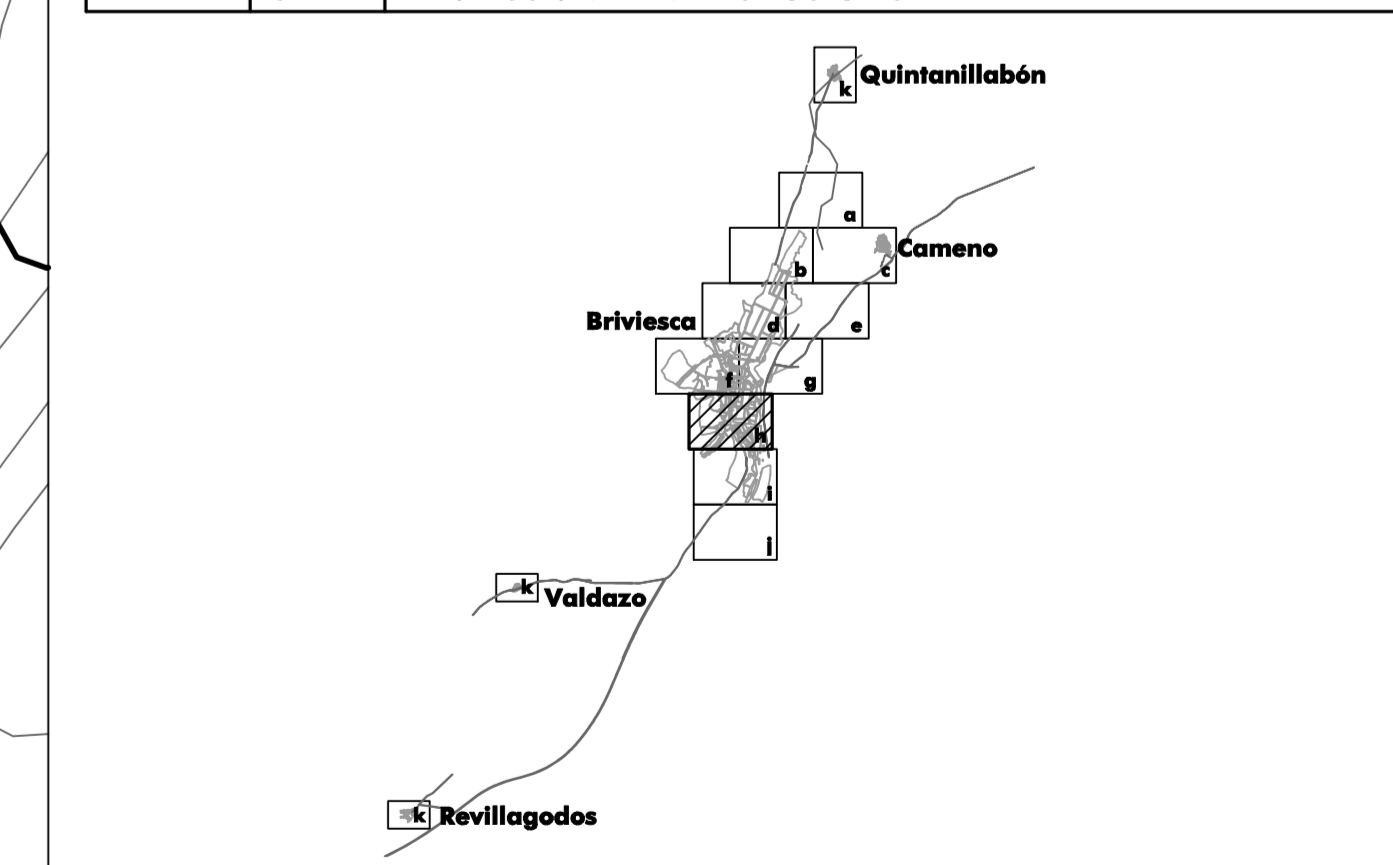 Quintanillabón
k
a
Cameno
b
c
Briviesca
d
e
f
g
h
i
j
k
Valdazo
k
Revillagodos